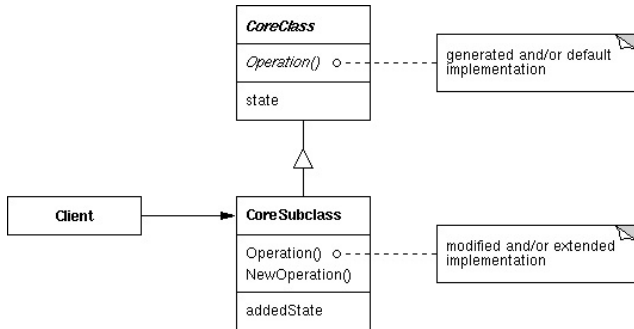 CoreClass
Operation()
state
generated and/or default
implementation
Client
CoreSubclass
Operation()
NewOperation()
addedState
modified and/or extended
implementation